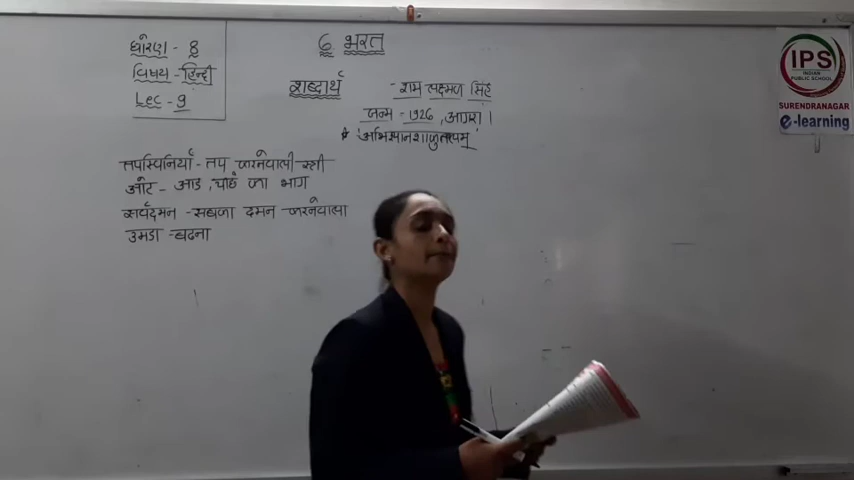 धोरण - 8
विषय - हिन्दी
Lec - 9
6 भरत
शब्दार्थ
- राम लक्ष्मण सिंह
जन्म - 1926, आगरा ।
* 'अभिज्ञानशाकुन्तलम्'
तपस्विनियाँ - तप करनेवाली स्त्री
ओट - आड, पीछे का भाग
सर्वदमन - सबका दमन करनेवाला
उमडा - बढना
IPS
INDIAN
PUBLIC SCHOOL
SURENDRANAGAR
e-learning